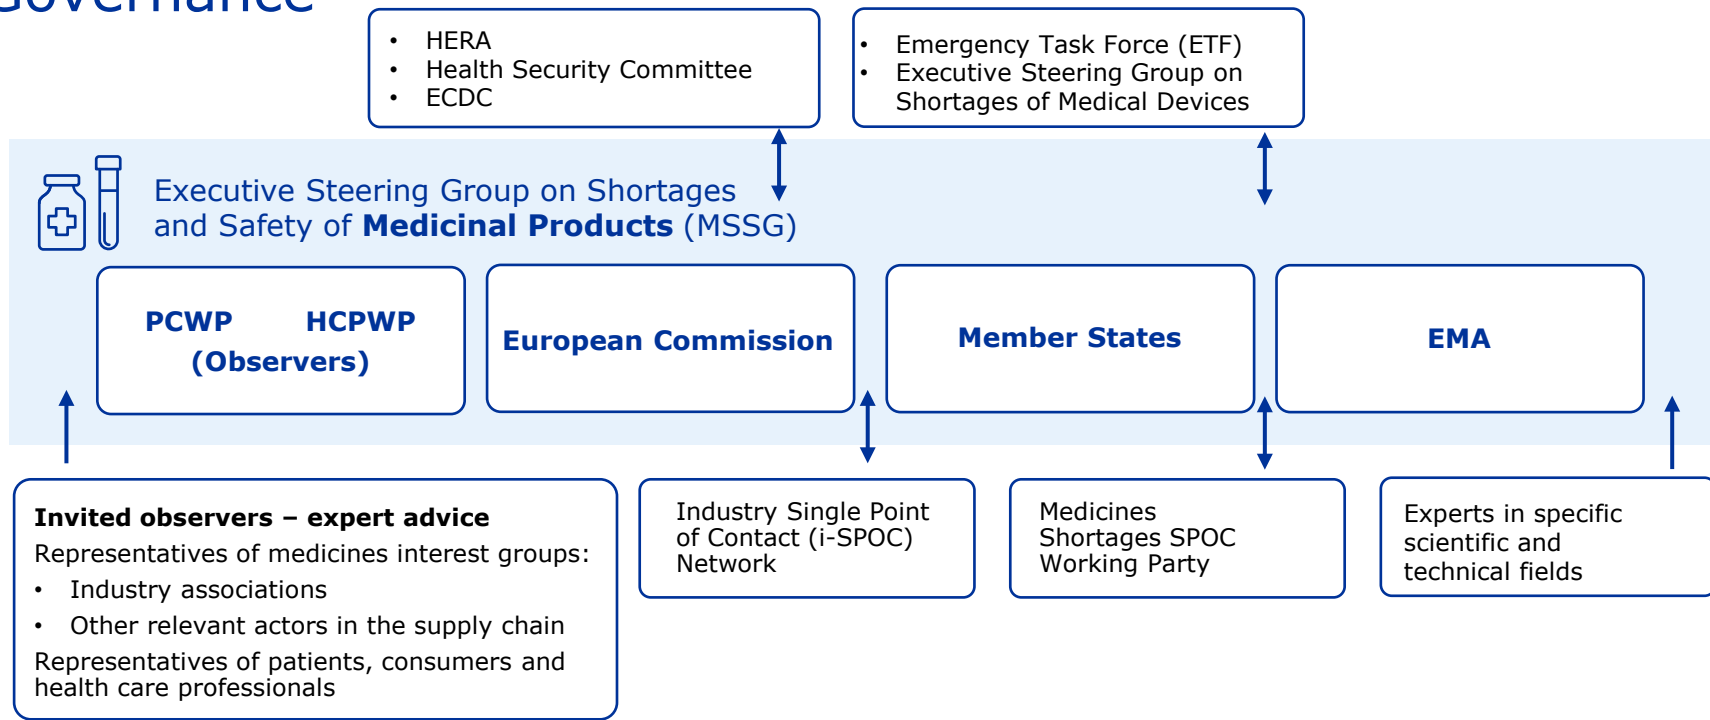 Governance
• HERA
• Health Security Committee
• ECDC
• Emergency Task Force (ETF)
• Executive Steering Group on
Shortages of Medical Devices
Executive Steering Group on Shortages
and Safety of Medicinal Products (MSSG)
PCWP HCPWP
(Observers)
European Commission
Member States
EMA
Invited observers – expert advice
Representatives of medicines interest groups:
• Industry associations
• Other relevant actors in the supply chain
Representatives of patients, consumers and
health care professionals
Industry Single Point
of Contact (i-SPOC)
Network
Medicines
Shortages SPOC
Working Party
Experts in specific
scientific and
technical fields